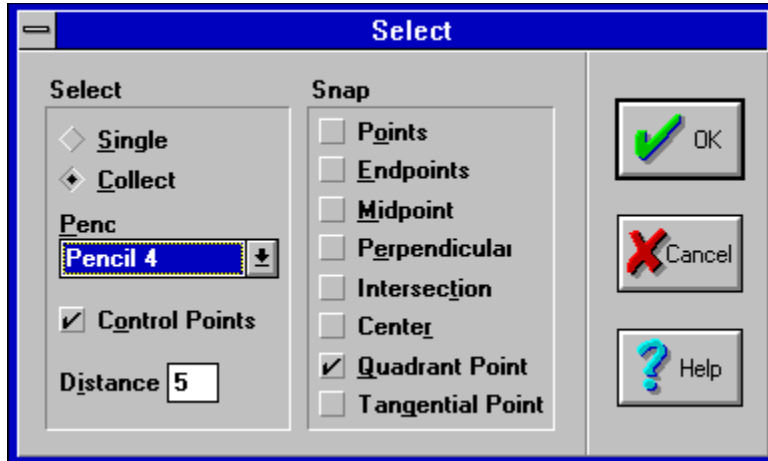 Select
Select
Single
Collect
Penc
Pencil 4
Control Points
Distance 5
Snap
Points
Endpoints
Midpoint
Perpendicular
Intersection
Center
Quadrant Point
Tangential Point
OK
Cancel
Help